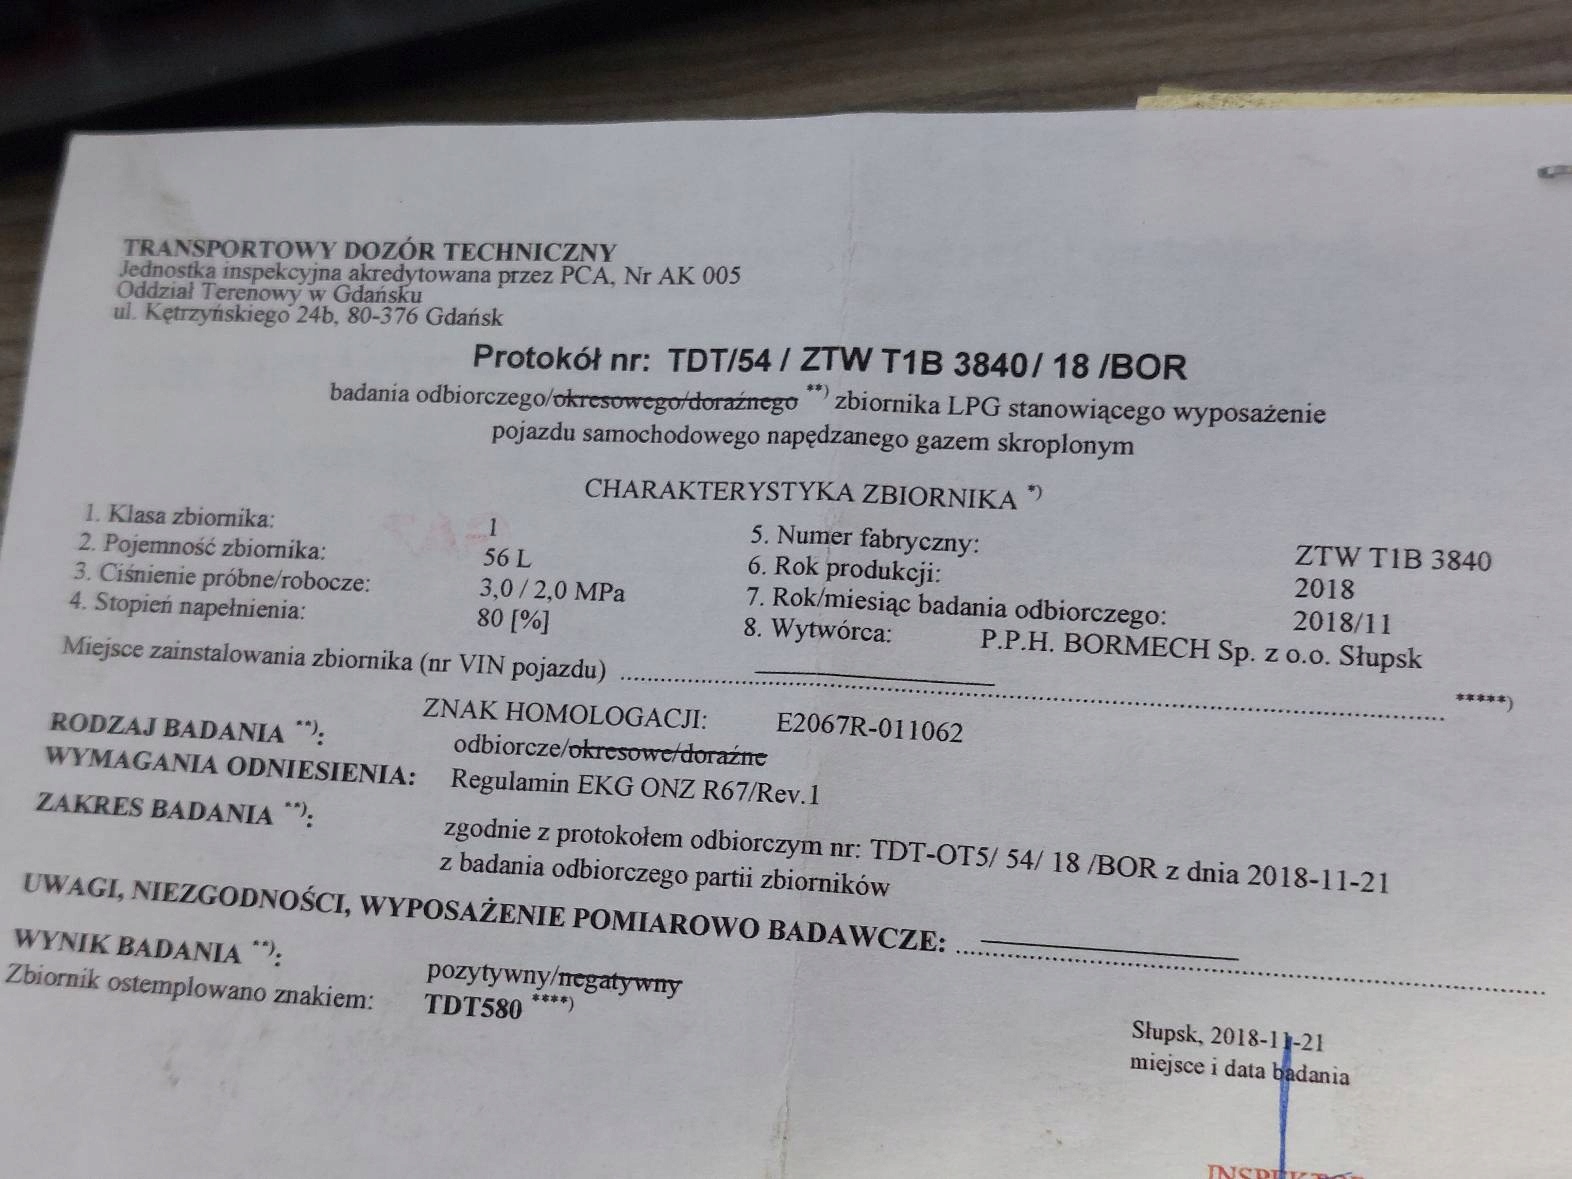 TRANSPORTOWY DOZÓR TECHNICZNY
Jednostka inspekcyjna akredytowana przez PCA, Nr AK 005
Oddział Terenowy w Gdańsku
ul. Kętrzyńskiego 24b, 80-376 Gdańsk
Protokół nr: TDT/54 / ZTW T1B 3840/ 18 /BOR
badania odbiorczego/okresowego/doraźnego **) zbiornika LPG stanowiącego wyposażenie
pojazdu samochodowego napędzanego gazem skroplonym
CHARAKTERYSTYKA ZBIORNIKA *)
1. Klasa zbiornika: 1
2. Pojemność zbiornika: 56 L
3. Ciśnienie próbne/robocze: 3,0 / 2,0 MPa
4. Stopień napełnienia: 80 [%]
5. Numer fabryczny: ZTW T1B 3840
6. Rok produkcji: 2018
7. Rok/miesiąc badania odbiorczego: 2018/11
8. Wytwórca: P.P.H. BORMECH Sp. z o.o. Słupsk
Miejsce zainstalowania zbiornika (nr VIN pojazdu) ........ *****)
ZNAK HOMOLOGACJI: E2067R-011062
RODZAJ BADANIA **): odbiorcze/okresowe/doraźne
WYMAGANIA ODNIESIENIA: Regulamin EKG ONZ R67/Rev.1
ZAKRES BADANIA **):
zgodnie z protokołem odbiorczym nr: TDT-OT5/ 54/ 18 /BOR z dnia 2018-11-21
z badania odbiorczego partii zbiorników
UWAGI, NIEZGODNOŚCI, WYPOSAŻENIE POMIAROWO BADAWCZE: ........
WYNIK BADANIA **): pozytywny/negatywny
Zbiornik ostemplowano znakiem: TDT580 ****)
Słupsk, 2018-11-21
miejsce i data badania